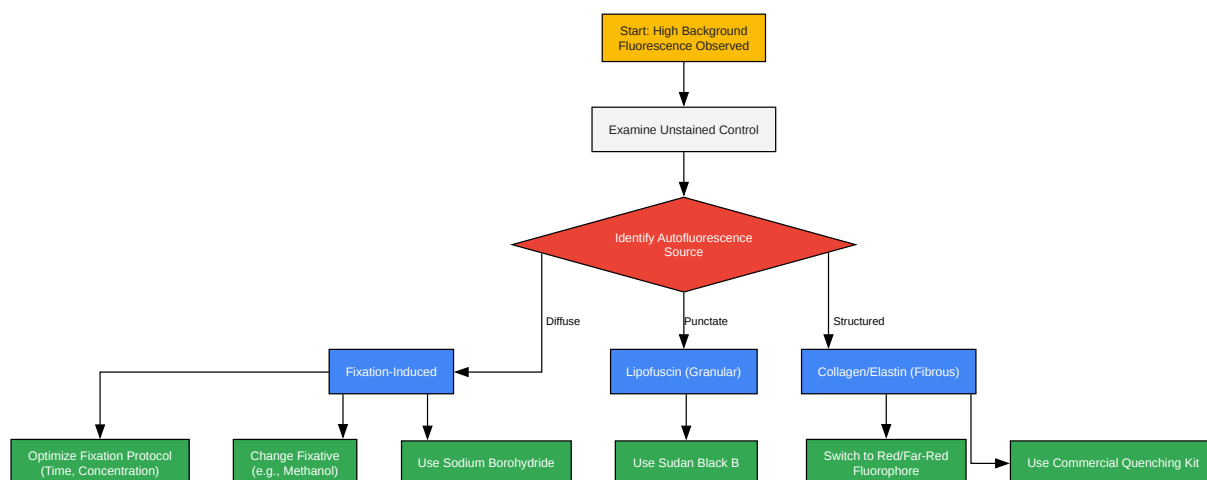 Start: High Background
Fluorescence Observed
Examine Unstained Control
Identify Autofluorescence
Source
Diffuse
Punctate
Structured
Fixation-Induced
Lipofuscin (Granular)
Collagen/Elastin (Fibrous)
Optimize Fixation Protocol
(Time, Concentration)
Change Fixative
(e.g., Methanol)
Use Sodium Borohydride
Use Sudan Black B
Switch to Red/Far-Red
Fluorophore
Use Commercial Quenching Kit